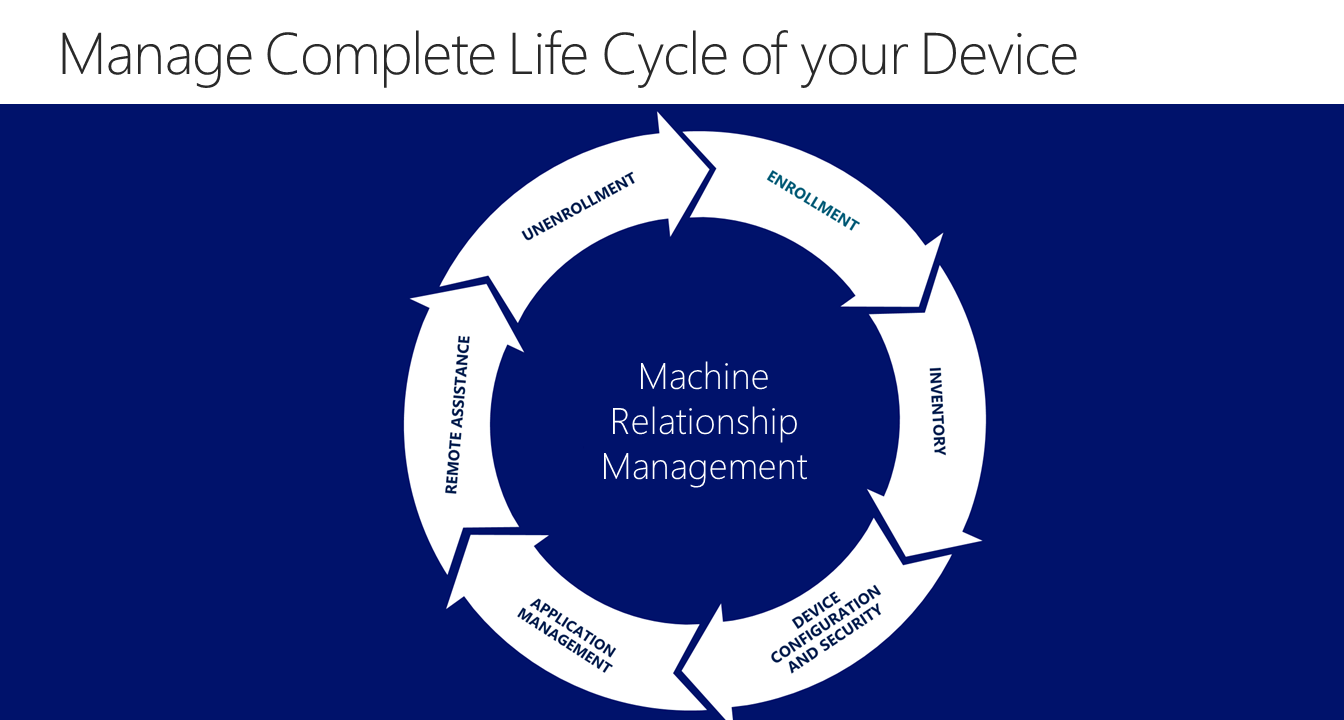 Manage Complete Life Cycle of your Device
ENROLLMENT
INVENTORY
DEVICE
CONFIGURATION
AND SECURITY
APPLICATION
MANAGEMENT
REMOTE ASSISTANCE
UNENROLLMENT
Machine
Relationship
Management